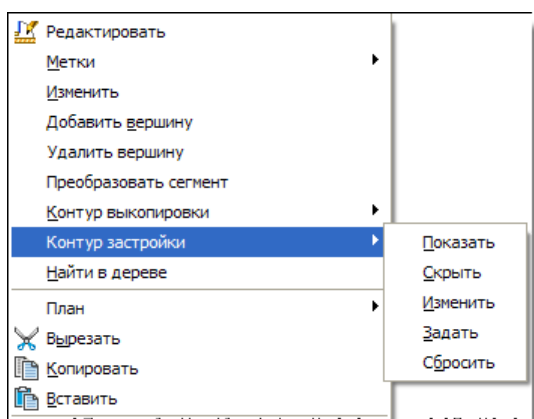 Редактировать
Метки
Изменить
Добавить вершину
Удалить вершину
Преобразовать сегмент
Контур выкопировки
Контур застройки
Найти в дереве
План
Вырезать
Копировать
Вставить
Показать
Скрыть
Изменить
Задать
Сбросить